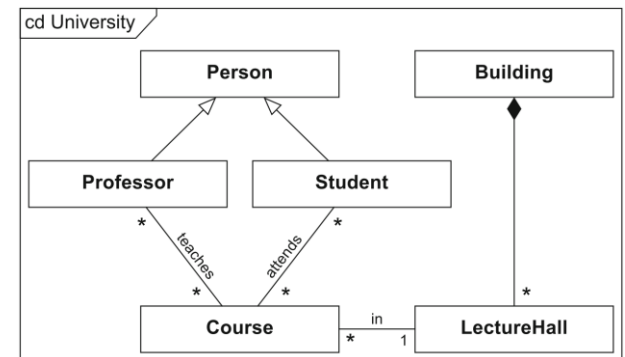 cd University
Person
Building
Professor
Student
*
*
teaches
attends
*
*
*
Course
in
*
1
LectureHall